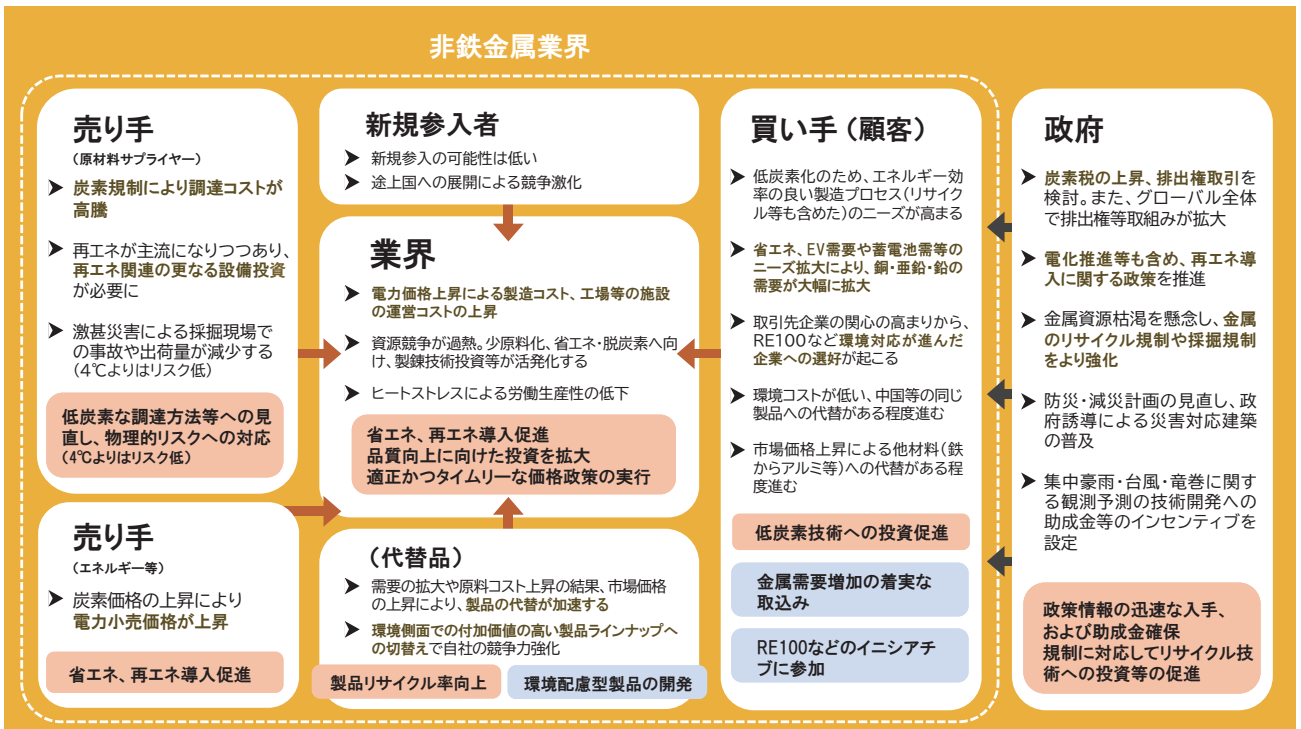 非鉄金属業界
売り手
(原材料サプライヤー)
➤ 炭素規制により調達コストが
高騰
➤ 再エネが主流になりつつあり、
再エネ関連の更なる設備投資
が必要に
➤ 激甚災害による採掘現場で
の事故や出荷量が減少する
(4℃よりはリスク低)
低炭素な調達方法等への見
直し、物理的リスクへの対応
(4℃よりはリスク低)
売り手
(エネルギー等)
➤ 炭素価格の上昇により
電力小売価格が上昇
省エネ、再エネ導入促進
新規参入者
➤ 新規参入の可能性は低い
➤ 途上国への展開による競争激化
業界
➤ 電力価格上昇による製造コスト、工場等の施設
の運営コストの上昇
➤ 資源競争が過熱。少原料化、省エネ・脱炭素へ向
け、製錬技術投資等が活発化する
➤ ヒートストレスによる労働生産性の低下
省エネ、再エネ導入促進
品質向上に向けた投資を拡大
適正かつタイムリーな価格政策の実行
(代替品)
➤ 需要の拡大や原料コスト上昇の結果、市場価格
の上昇により、製品の代替が加速する
➤ 環境側面での付加価値の高い製品ラインナップへ
の切替えで自社の競争力強化
製品リサイクル率向上
環境配慮型製品の開発
買い手(顧客)
➤ 低炭素化のため、エネルギー効
率の良い製造プロセス(リサイク
ル等も含めた)のニーズが高まる
➤ 省エネ、EV需要や蓄電池需等の
ニーズ拡大により、銅・亜鉛・鉛の
需要が大幅に拡大
➤ 取引先企業の関心の高まりから、
RE100など環境対応が進んだ
企業への選好が起こる
➤ 環境コストが低い、中国等の同じ
製品への代替がある程度進む
➤ 市場価格上昇による他材料(鉄
からアルミ等)への代替がある程
度進む
低炭素技術への投資促進
金属需要増加の着実な
取込み
RE100などのイニシアチ
ブに参加
政府
➤ 炭素税の上昇、排出権取引を
検討。また、グローバル全体
で排出権等取組みが拡大
➤ 電化推進等も含め、再エネ導
入に関する政策を推進
➤ 金属資源枯渇を懸念し、金属
のリサイクル規制や採掘規制
をより強化
➤ 防災・減災計画の見直し、政
府誘導による災害対応建築
の普及
➤ 集中豪雨・台風・竜巻に関す
る観測予測の技術開発への
助成金等のインセンティブを
設定
政策情報の迅速な入手、
および助成金確保
規制に対応してリサイクル技
術への投資等の促進